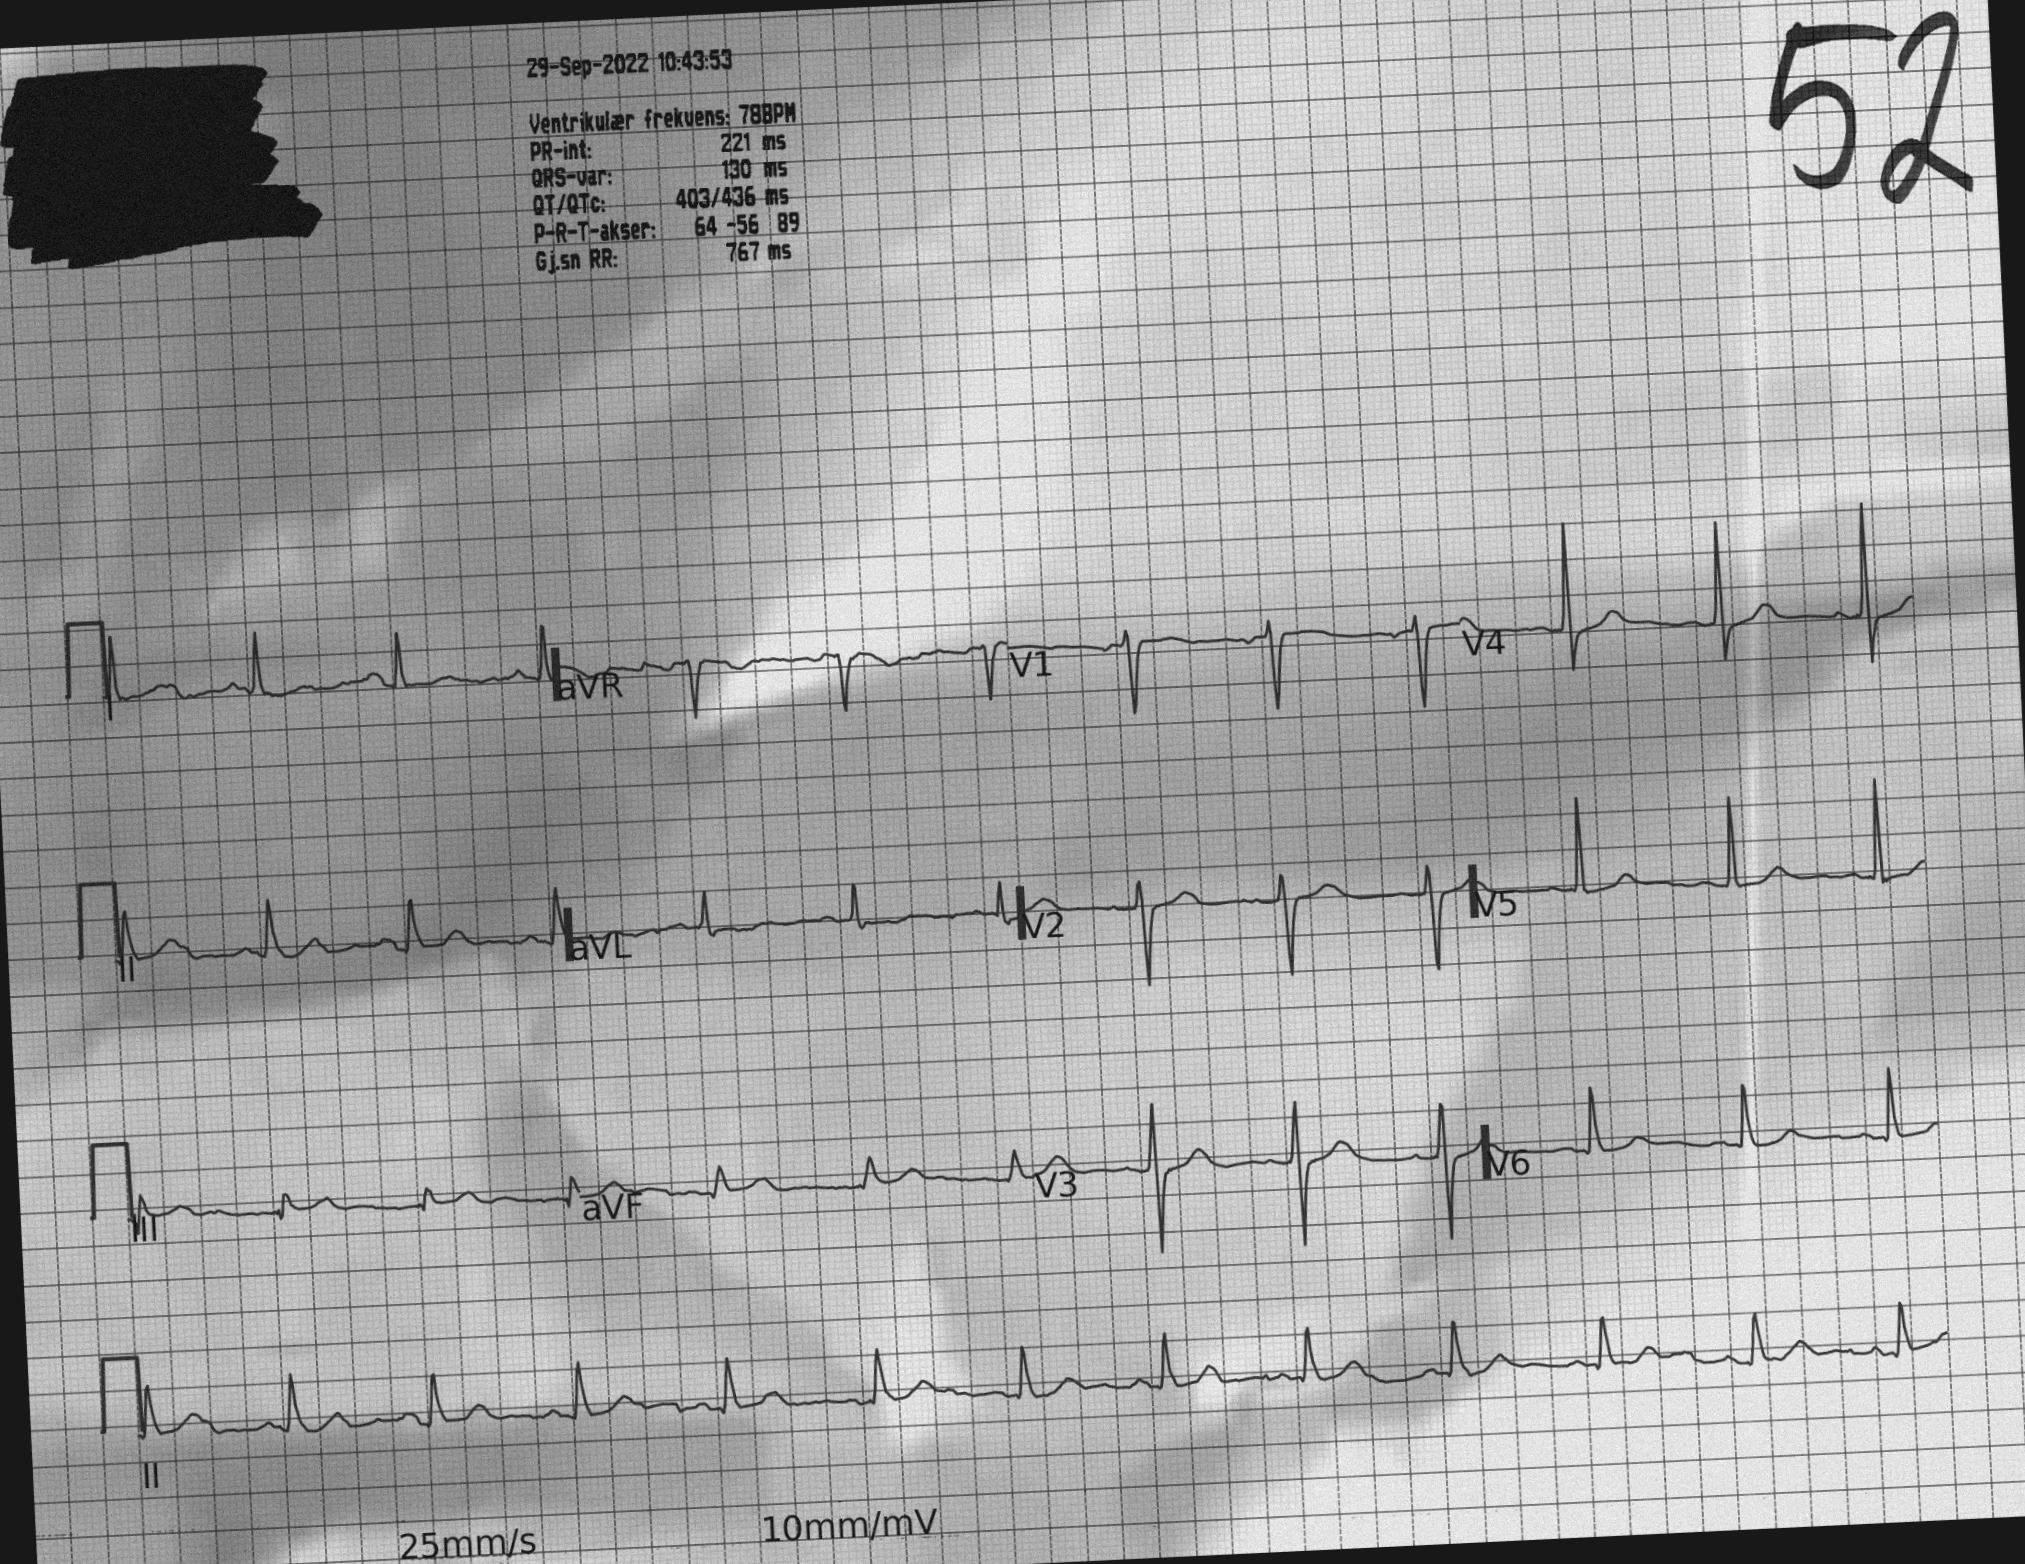 52
29-Sep-2022 10:43:53
Ventrikulær frekvens: 78BPM
PR-int: 221 ms
QRS-var: 130 ms
QT/QTc: 403/436 ms
P-R-T-akser: 64 -56 89
Gj.sn RR: 767 ms
aVR V1 V4
II aVL V2 V5
III aVF V3 V6
II
25mm/s 10mm/mV